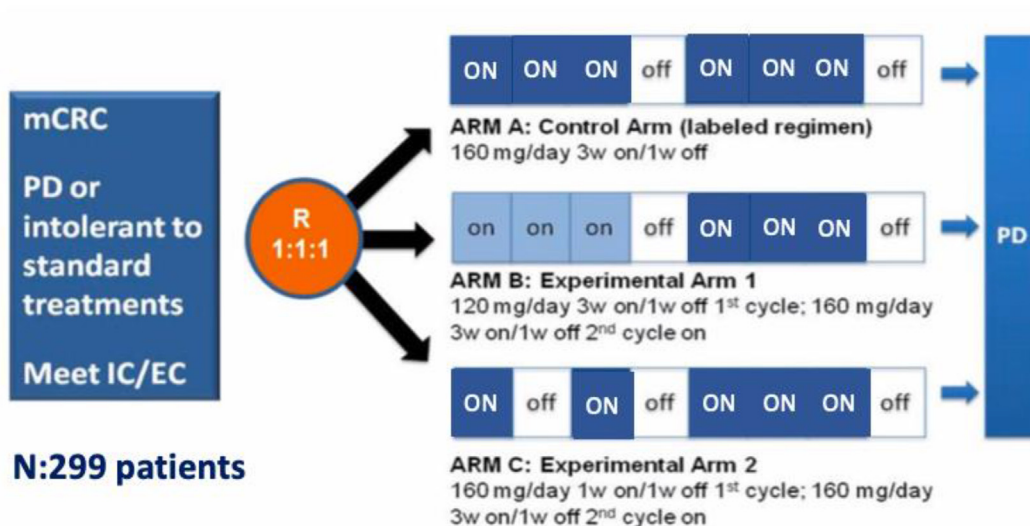 mCRC
PD or
intolerant to
standard
treatments
Meet IC/EC
N:299 patients
R
1:1:1
ON ON ON off ON ON ON off
ARM A: Control Arm (labeled regimen)
160 mg/day 3w on/1w off
on on on off ON ON ON off
ARM B: Experimental Arm 1
120 mg/day 3w on/1w off 1st cycle; 160 mg/day
3w on/1w off 2nd cycle on
ON off ON off ON ON ON off
ARM C: Experimental Arm 2
160 mg/day 1w on/1w off 1st cycle; 160 mg/day
3w on/1w off 2nd cycle on
PD